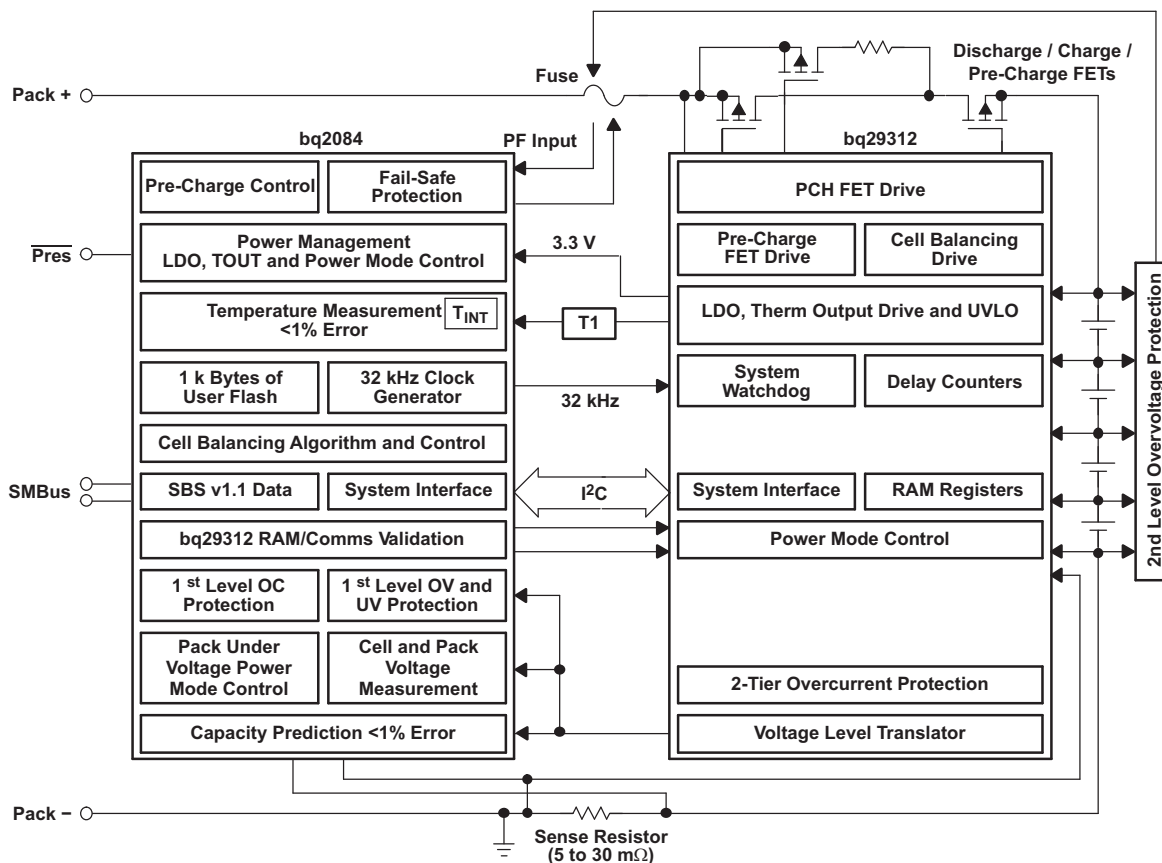 Discharge / Charge /
Pre-Charge FETs
Fuse
Pack +
bq2084
PF Input
bq29312
Pre-Charge Control
Fail-Safe
Protection
PCH FET Drive
Pres
Power Management
LDO, TOUT and Power Mode Control
3.3 V
Pre-Charge
FET Drive
Cell Balancing
Drive
Temperature Measurement
<1% Error
TINT
T1
LDO, Therm Output Drive and UVLO
1 k Bytes of
User Flash
32 kHz Clock
Generator
32 kHz
System
Watchdog
Delay Counters
2nd Level Overvoltage Protection
Cell Balancing Algorithm and Control
SMBus
SBS v1.1 Data
System Interface
I²C
System Interface
RAM Registers
bq29312 RAM/Comms Validation
Power Mode Control
1 st Level OC
Protection
1 st Level OV and
UV Protection
Pack Under
Voltage Power
Mode Control
Cell and Pack
Voltage
Measurement
2-Tier Overcurrent Protection
Capacity Prediction <1% Error
Voltage Level Translator
Pack −
Sense Resistor
(5 to 30 mΩ)